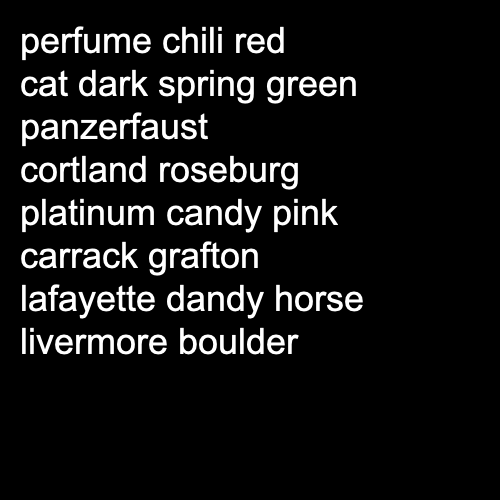 perfume chili red
cat dark spring green
panzerfaust
cortland roseburg
platinum candy pink
carrack grafton
lafayette dandy horse
livermore boulder